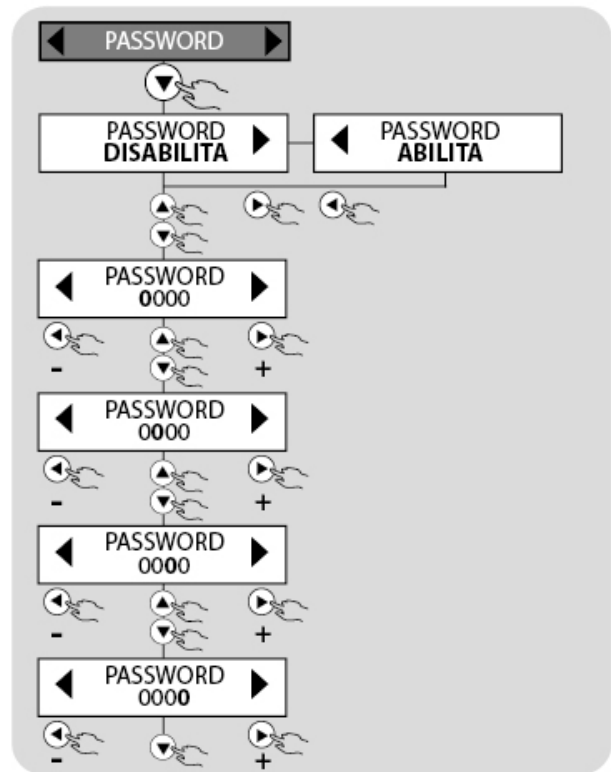 PASSWORD
PASSWORD
DISABILITA
PASSWORD
ABILITA
PASSWORD
0000
- +
PASSWORD
0000
- +
PASSWORD
0000
- +
PASSWORD
0000
- +